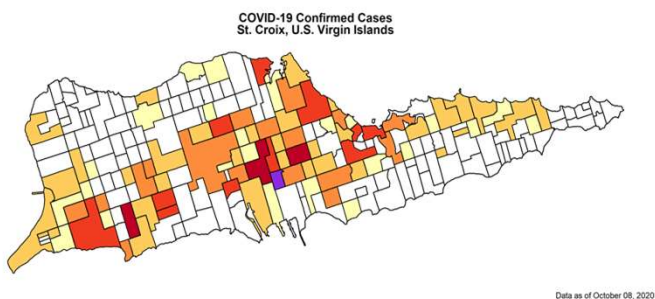 COVID-19 Confirmed Cases
St. Croix, U.S. Virgin Islands
Data as of October 08, 2020